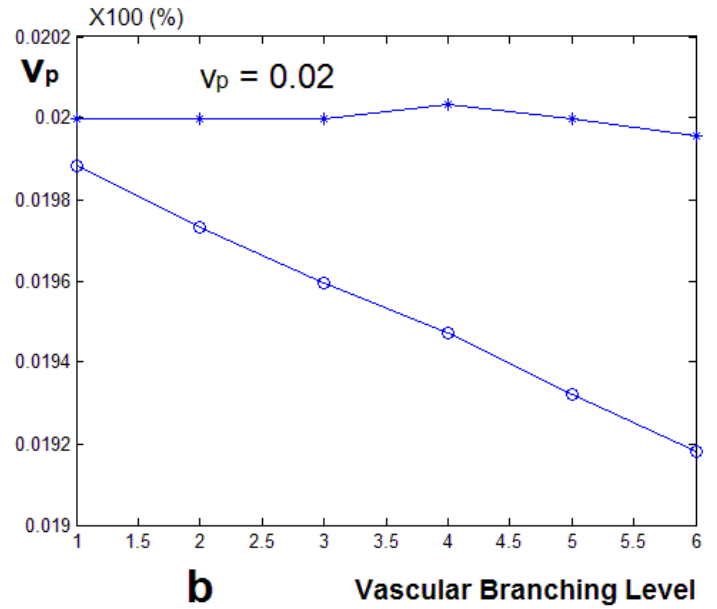 X100 (%)
0.0202
vp
vp = 0.02
0.02
0.0198
0.0196
0.0194
0.0192
0.019
1 1.5 2 2.5 3 3.5 4 4.5 5 5.5 6
b Vascular Branching Level